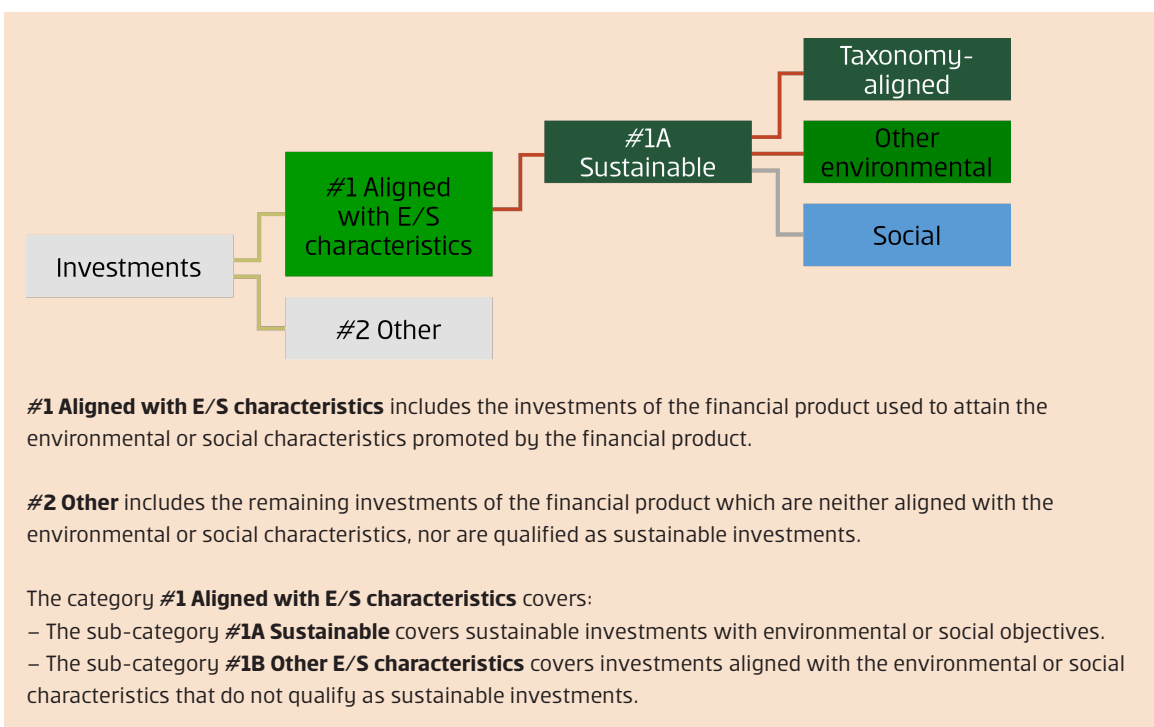 Taxonomy-
aligned
#1A
Sustainable
Other
environmental
#1 Aligned
with E/S
characteristics
Social
Investments
#2 Other
#1 Aligned with E/S characteristics includes the investments of the financial product used to attain the
environmental or social characteristics promoted by the financial product.
#2 Other includes the remaining investments of the financial product which are neither aligned with the
environmental or social characteristics, nor are qualified as sustainable investments.
The category #1 Aligned with E/S characteristics covers:
– The sub-category #1A Sustainable covers sustainable investments with environmental or social objectives.
– The sub-category #1B Other E/S characteristics covers investments aligned with the environmental or social
characteristics that do not qualify as sustainable investments.